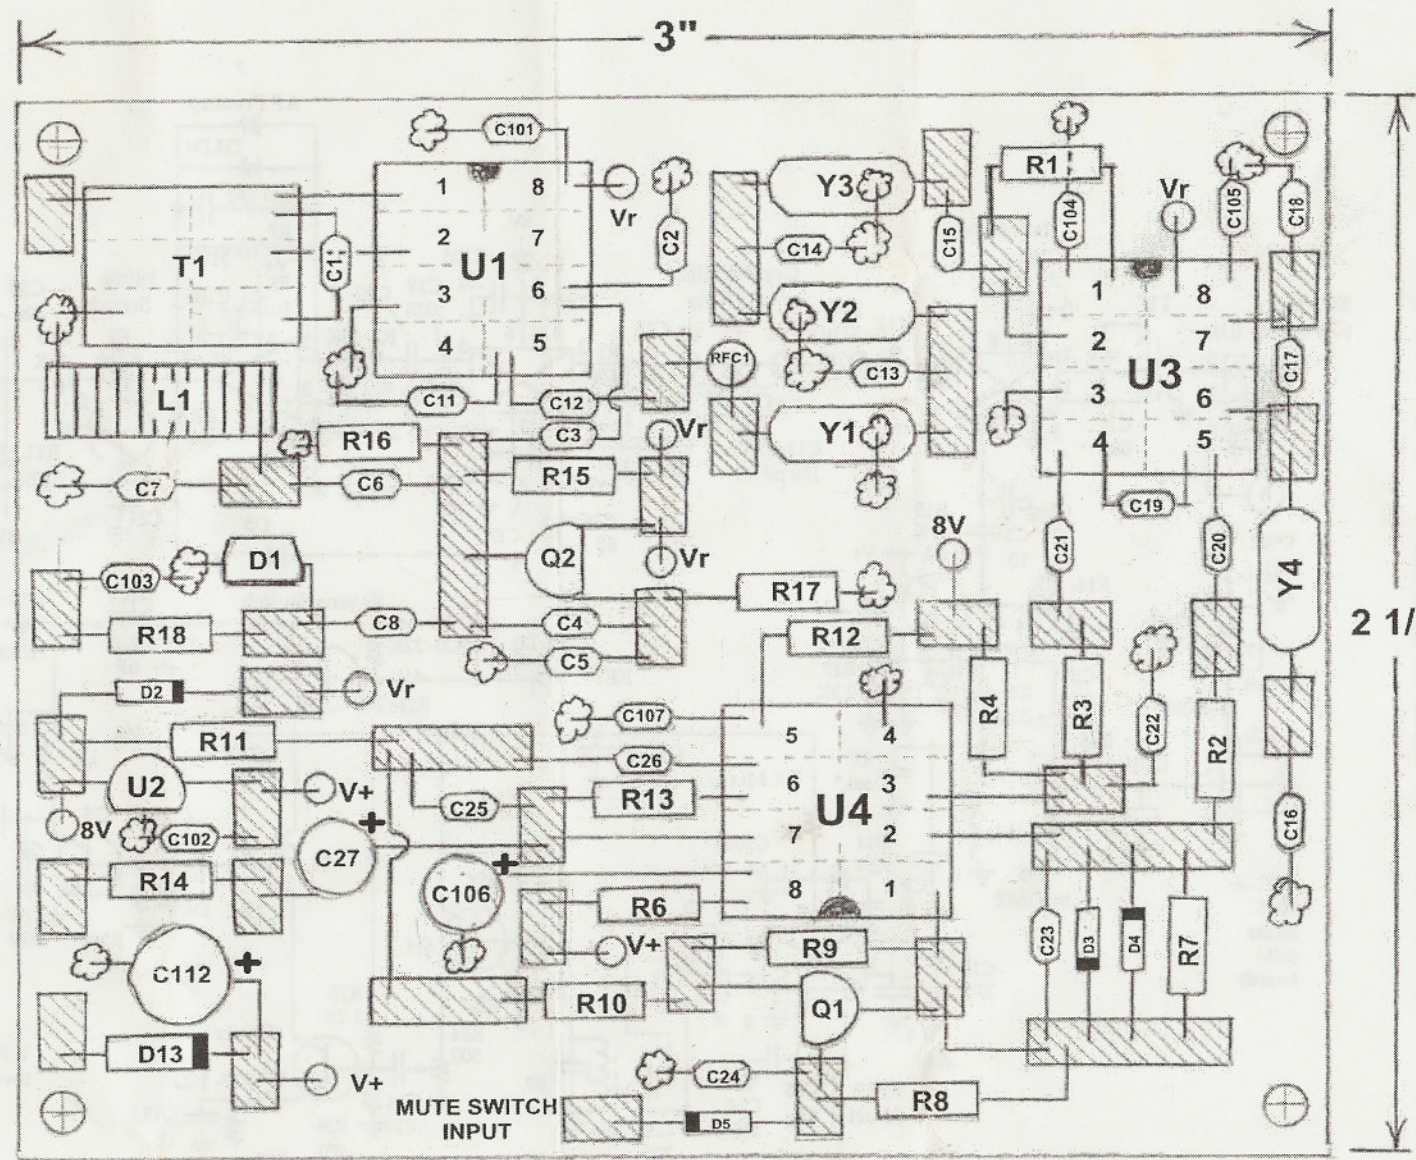 3"
C101
1 8
Vr
2 7
U1
3 6
4 5
T1
C1
C2
L1
C11
C12
C3
RFC1
Y3
C14
C15
Y2
C13
Y1
R1
C104
Vr
C105
C18
1 8
2 7
U3
3 6
4 5
C17
C19
C21
C20
Y4
2 1/
R16
R15
Vr
C7
C6
Q2
Vr
8V
C103
D1
R18
C8
C4
C5
R17
R12
D2
Vr
R11
C107
C26
5 4
6 3
U4
7 2
8 1
R4
R3
C22
R2
C16
U2
V+
8V
C102
C25
R13
C27
+
R14
C106
+
R6
V+
R9
C112
+
R10
Q1
C23
D3
D4
R7
D13
V+
C24
D5
R8
MUTE SWITCH
INPUT